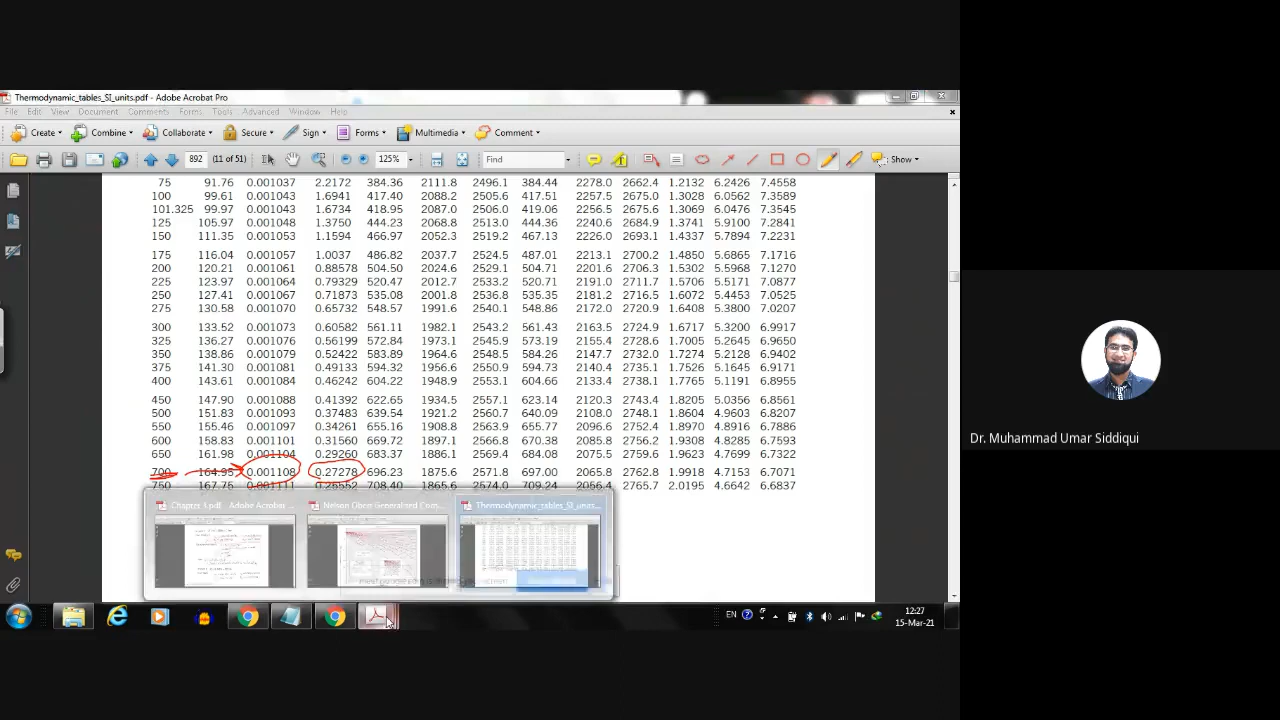 Thermodynamic_tables_SI_units.pdf - Adobe Acrobat Pro
File Edit View Document Comments Forms Tools Advanced Window Help
Create Combine Collaborate Secure Sign Forms Multimedia Comment
892 (11 of 51) 125% Find Show
75 91.76 0.001037 2.2172 384.36 2111.8 2496.1 384.44 2278.0 2662.4 1.2132 6.2426 7.4558
100 99.61 0.001043 1.6941 417.40 2088.2 2505.6 417.51 2257.5 2675.0 1.3028 6.0562 7.3589
101.325 99.97 0.001043 1.6734 418.95 2087.0 2506.0 419.06 2256.5 2675.6 1.3069 6.0476 7.3545
125 105.97 0.001048 1.3750 444.23 2068.8 2513.0 444.36 2240.6 2684.9 1.3741 5.9100 7.2841
150 111.35 0.001053 1.1594 466.97 2052.3 2519.2 467.13 2226.0 2693.1 1.4337 5.7894 7.2231
175 116.04 0.001057 1.0037 486.82 2037.7 2524.5 487.01 2213.1 2700.2 1.4850 5.6865 7.1716
200 120.21 0.001061 0.88578 504.50 2024.6 2529.1 504.71 2201.6 2706.3 1.5302 5.5968 7.1270
225 123.97 0.001064 0.79329 520.47 2012.7 2533.2 520.71 2191.0 2711.7 1.5706 5.5171 7.0877
250 127.41 0.001067 0.71873 535.08 2001.8 2536.8 535.35 2181.2 2716.5 1.6072 5.4453 7.0525
275 130.58 0.001070 0.65732 548.57 1991.6 2540.1 548.86 2172.0 2720.9 1.6408 5.3800 7.0207
300 133.52 0.001073 0.60582 561.11 1982.1 2543.2 561.43 2163.5 2724.9 1.6717 5.3200 6.9917
325 136.27 0.001076 0.56199 572.84 1973.1 2545.9 573.19 2155.4 2728.6 1.7005 5.2645 6.9650
350 138.86 0.001079 0.52422 583.89 1964.6 2548.5 584.26 2147.7 2732.0 1.7274 5.2128 6.9402
375 141.30 0.001081 0.49133 594.32 1956.6 2550.9 594.73 2140.4 2735.1 1.7526 5.1645 6.9171
400 143.61 0.001084 0.46242 604.22 1948.9 2553.1 604.66 2133.4 2738.1 1.7765 5.1191 6.8955
450 147.90 0.001088 0.41392 622.65 1934.5 2557.1 623.14 2120.3 2743.4 1.8205 5.0356 6.8561
500 151.83 0.001093 0.37483 639.54 1921.2 2560.7 640.09 2108.0 2748.1 1.8604 4.9603 6.8207
550 155.46 0.001097 0.34261 655.16 1908.8 2563.9 655.77 2096.6 2752.4 1.8970 4.8916 6.7886
600 158.83 0.001101 0.31560 669.72 1897.1 2566.8 670.38 2085.8 2756.2 1.9308 4.8285 6.7593
650 161.98 0.001104 0.29260 683.37 1886.1 2569.4 684.08 2075.5 2759.6 1.9623 4.7699 6.7322
700 164.95 0.001108 0.27278 696.23 1875.6 2571.8 697.00 2065.8 2762.8 1.9918 4.7153 6.7071
750 167.75 0.001111 0.25552 708.40 1865.6 2574.0 709.24 2056.4 2765.7 2.0195 4.6642 6.6837
Thermodynamic_tables_SI_units...
EN 12:27
15-Mar-21
Dr. Muhammad Umar Siddiqui